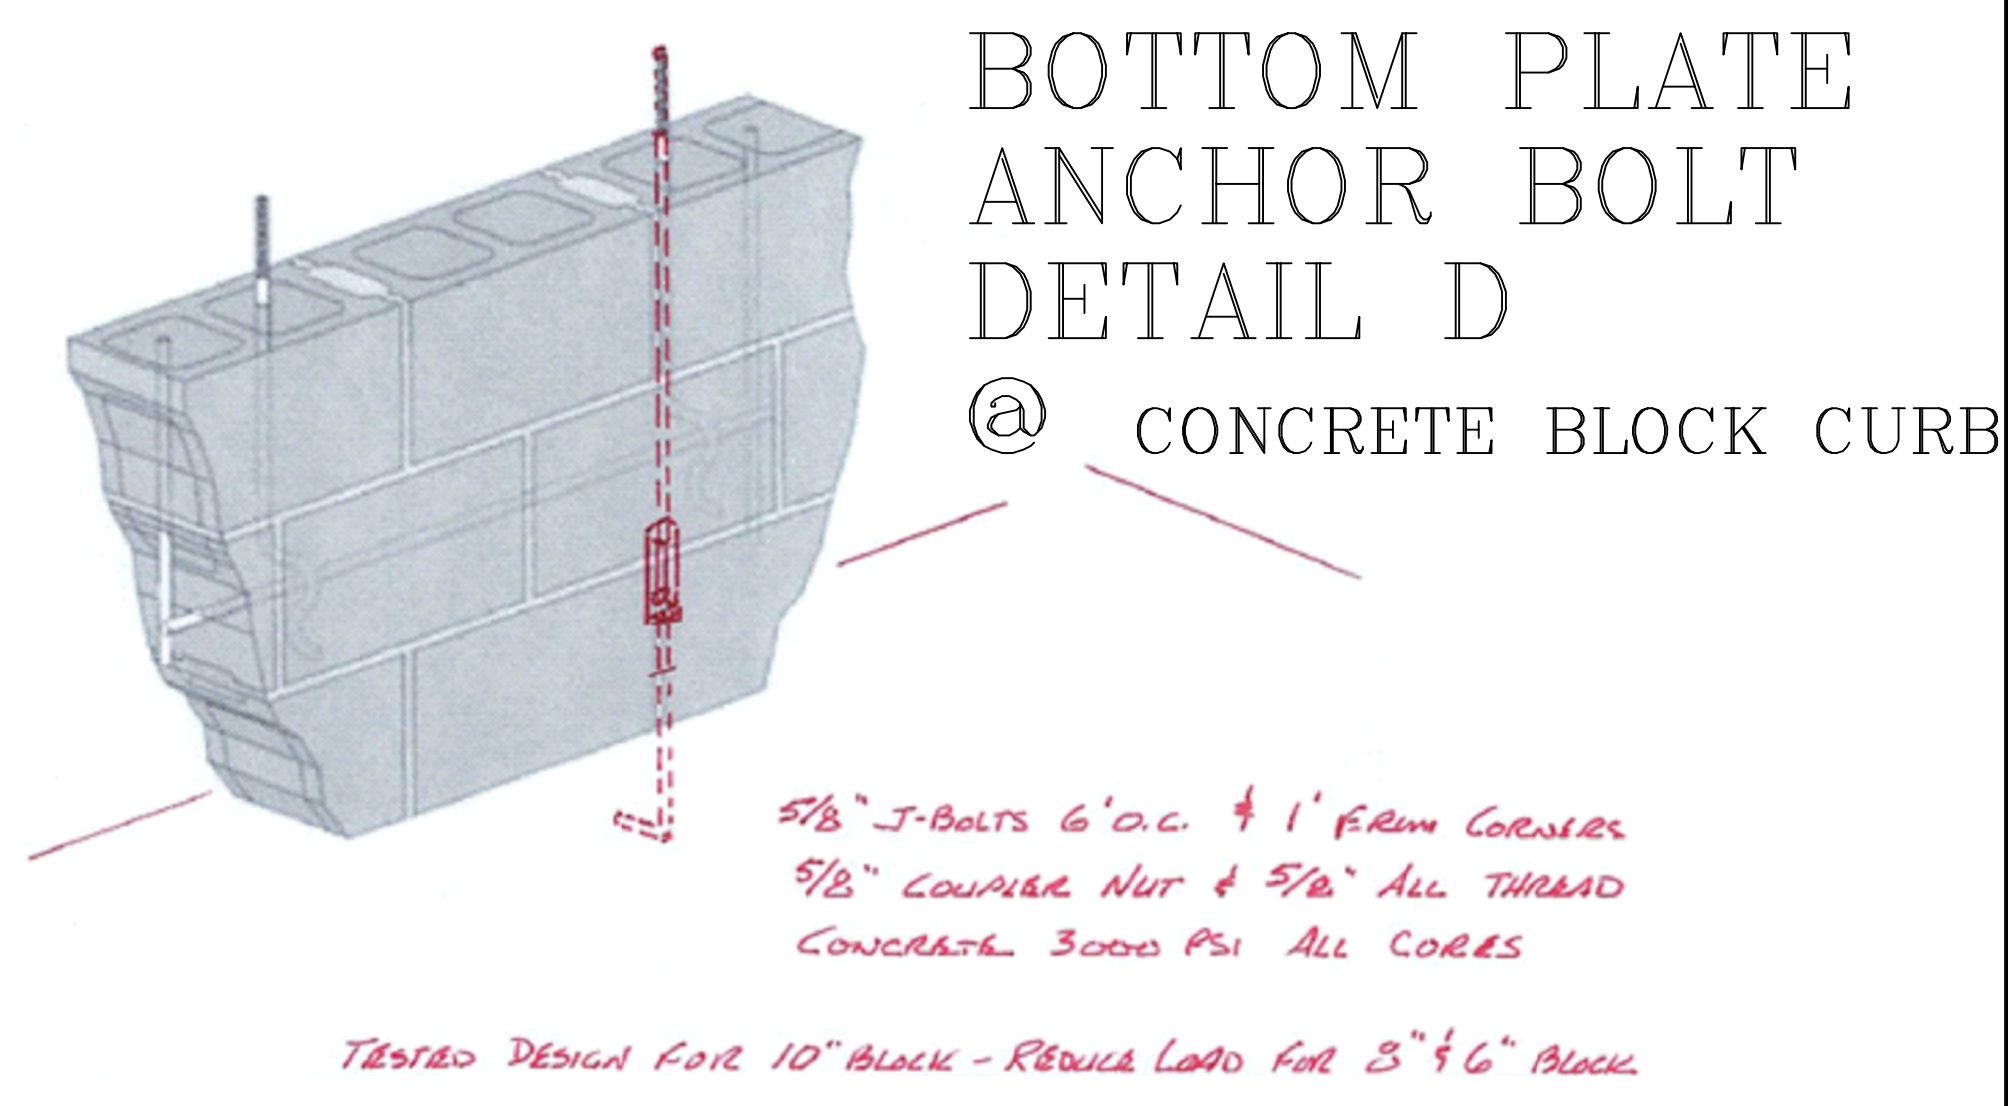 BOTTOM PLATE
ANCHOR BOLT
DETAIL D
@ CONCRETE BLOCK CURB
5/8" J-BOLTS 6' O.C. & 1' FROM CORNERS
5/8" COUPLER NUT & 5/8" ALL THREAD
CONCRETE 3000 PSI ALL CORES
TESTED DESIGN FOR 10" BLOCK - REDUCE LOAD FOR 8" & 6" BLOCK